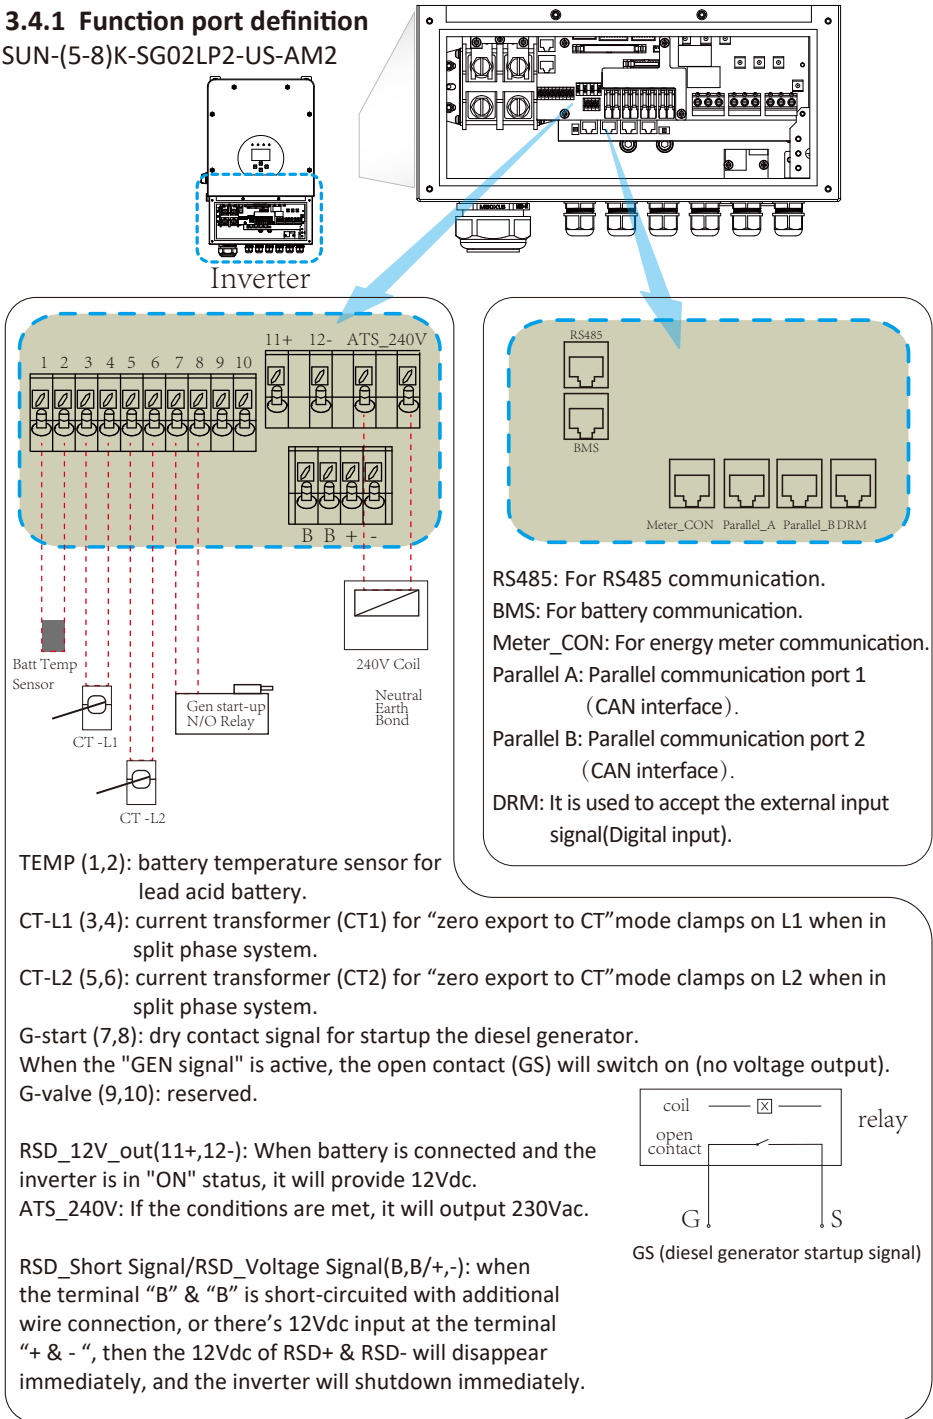 3.4.1 Function port definition
SUN-(5-8)K-SG02LP2-US-AM2
Inverter
11+ 12- ATS_240V
1 2 3 4 5 6 7 8 9 10
B B + -
Batt Temp
Sensor
CT -L1
CT -L2
Gen start-up
N/O Relay
240V Coil
Neutral
Earth
Bond
RS485
BMS
Meter_CON Parallel_A Parallel_B DRM
RS485: For RS485 communication.
BMS: For battery communication.
Meter_CON: For energy meter communication.
Parallel A: Parallel communication port 1
（CAN interface）.
Parallel B: Parallel communication port 2
（CAN interface）.
DRM: It is used to accept the external input
signal(Digital input).
TEMP (1,2): battery temperature sensor for
lead acid battery.
CT-L1 (3,4): current transformer (CT1) for “zero export to CT”mode clamps on L1 when in
split phase system.
CT-L2 (5,6): current transformer (CT2) for “zero export to CT”mode clamps on L2 when in
split phase system.
G-start (7,8): dry contact signal for startup the diesel generator.
When the "GEN signal" is active, the open contact (GS) will switch on (no voltage output).
G-valve (9,10): reserved.
RSD_12V_out(11+,12-): When battery is connected and the
inverter is in "ON" status, it will provide 12Vdc.
ATS_240V: If the conditions are met, it will output 230Vac.
coil
open
contact
relay
G S
GS (diesel generator startup signal)
RSD_Short Signal/RSD_Voltage Signal(B,B/+,-): when
the terminal “B” & “B” is short-circuited with additional
wire connection, or there’s 12Vdc input at the terminal
“+ & - “, then the 12Vdc of RSD+ & RSD- will disappear
immediately, and the inverter will shutdown immediately.